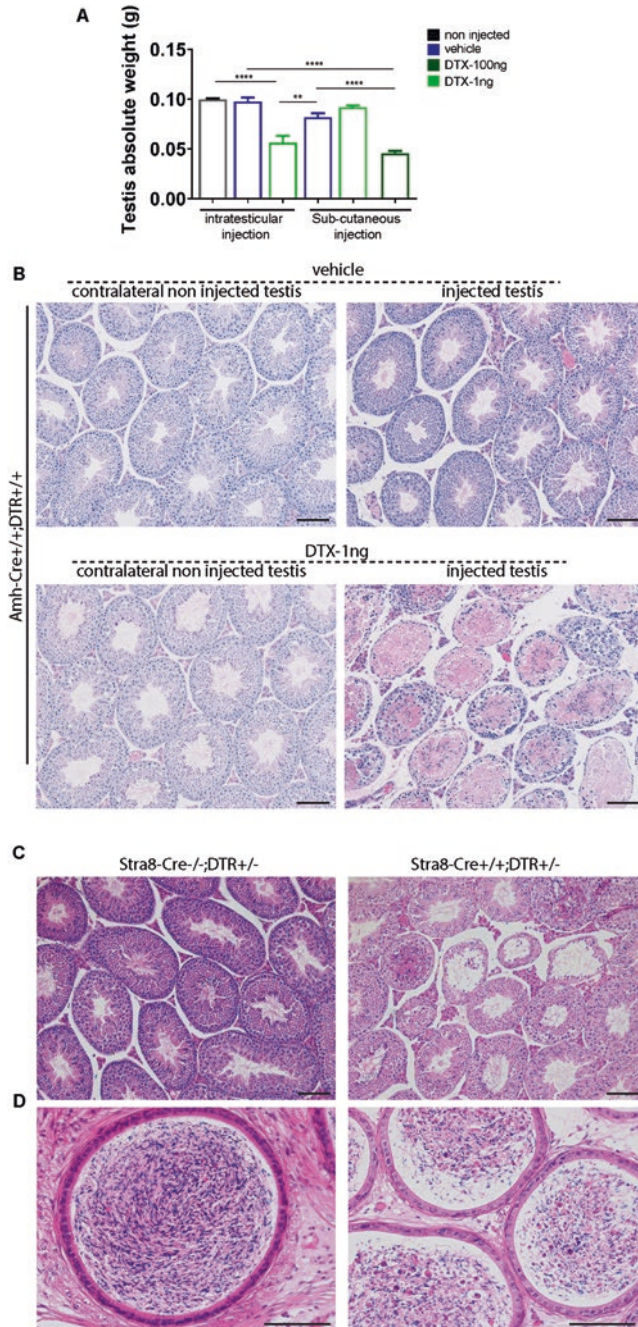 A
Testis absolute weight (g)
0.15
0.10
0.05
0.00
****
****
**
****
non injected
vehicle
DTX-100ng
DTX-1ng
intratesticular
injection
Sub-cutaneous
injection
B
vehicle
contralateral non injected testis
injected testis
Amh-Cre+/+;DTR+/+
DTX-1ng
contralateral non injected testis
injected testis
C
Stra8-Cre-/-;DTR+/-
Stra8-Cre+/+;DTR+/-
D